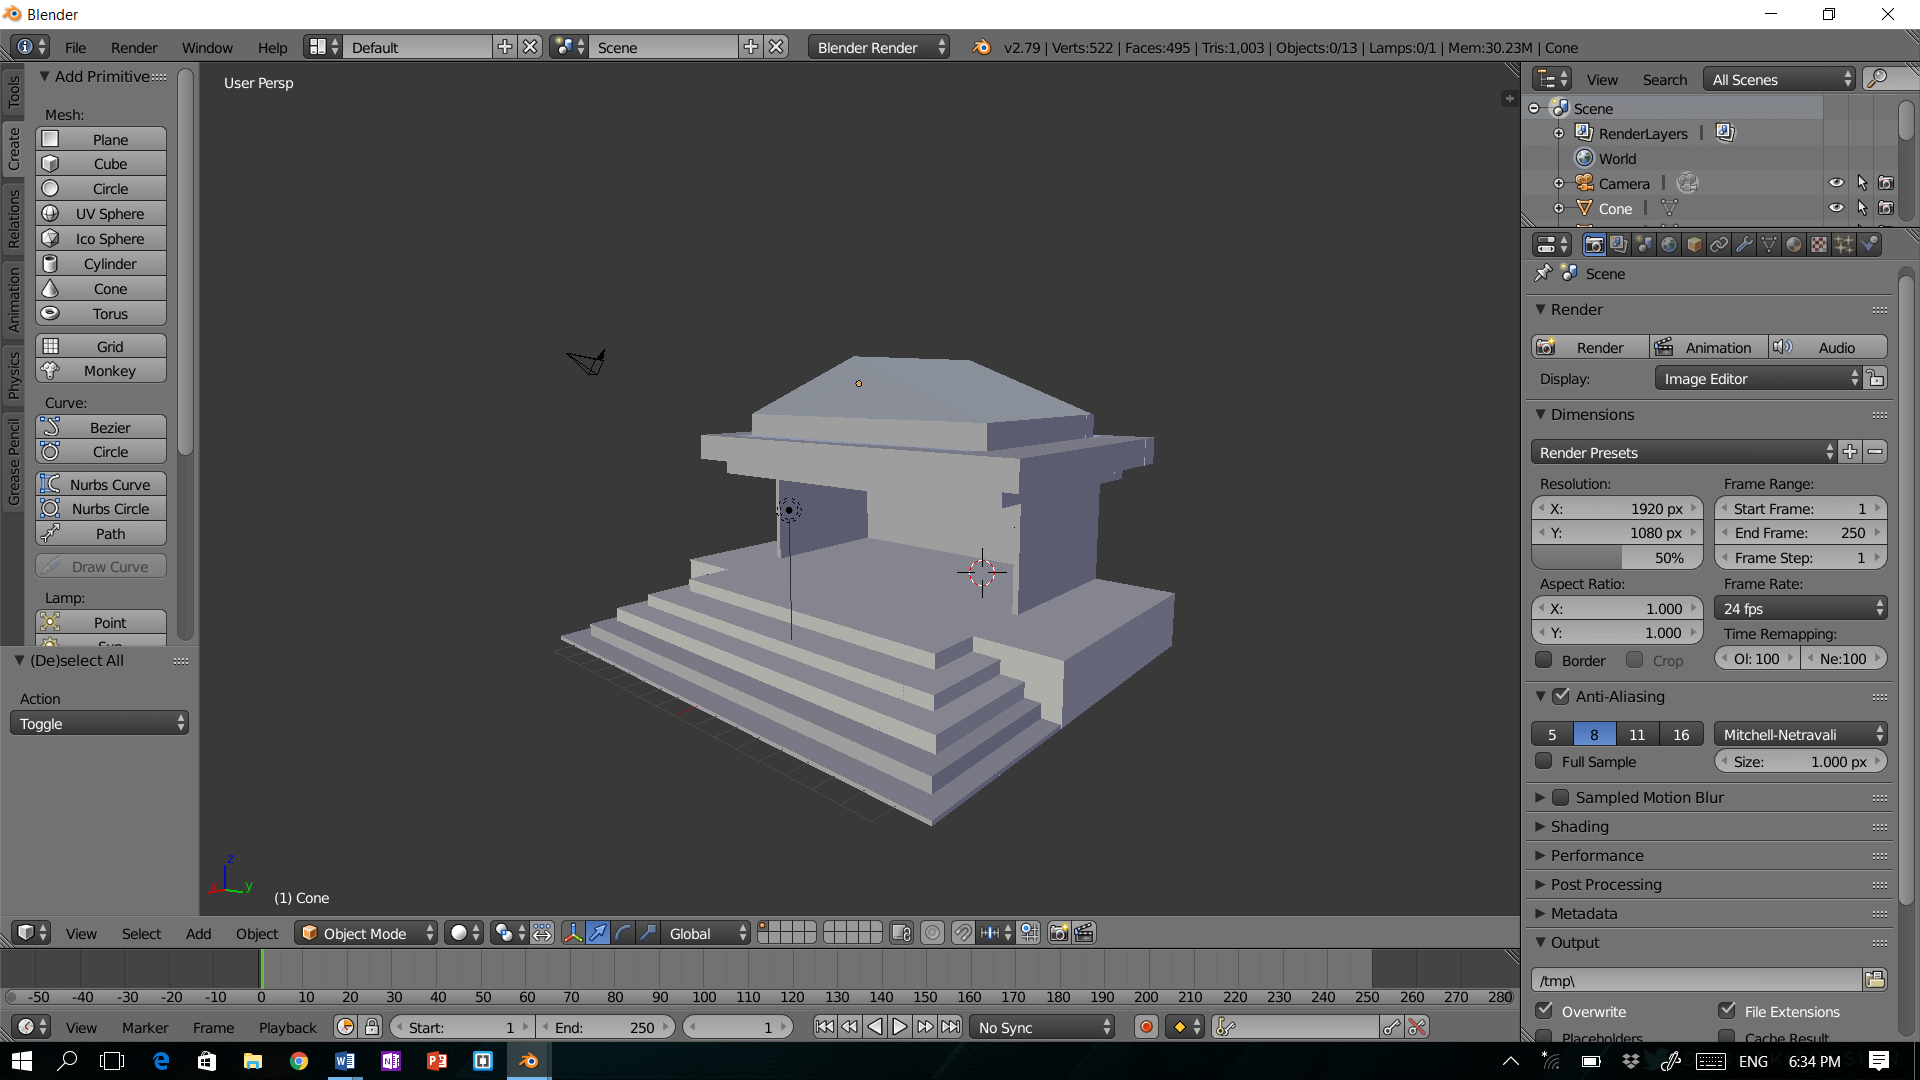 Blender
File Render Window Help Default Scene Blender Render v2.79 | Verts:522 | Faces:495 | Tris:1,003 | Objects:0/13 | Lamps:0/1 | Mem:30.23M | Cone
Tools
Create
Relations
Animation
Physics
Grease Pencil
Add Primitive
Mesh:
Plane
Cube
Circle
UV Sphere
Ico Sphere
Cylinder
Cone
Torus
Grid
Monkey
Curve:
Bezier
Circle
Nurbs Curve
Nurbs Circle
Path
Draw Curve
Lamp:
Point
Sun
(De)select All
Action
Toggle
User Persp
z
x y
(1) Cone
View Select Add Object Object Mode Global
-50 -40 -30 -20 -10 0 10 20 30 40 50 60 70 80 90 100 110 120 130 140 150 160 170 180 190 200 210 220 230 240 250 260 270 280
View Marker Frame Playback Start: 1 End: 250 1 No Sync
View Search All Scenes
Scene
RenderLayers
World
Camera
Cone
Scene
Render
Render Animation Audio
Display: Image Editor
Dimensions
Render Presets
Resolution: Frame Range:
X: 1920 px Start Frame: 1
Y: 1080 px End Frame: 250
50% Frame Step: 1
Aspect Ratio: Frame Rate:
X: 1.000 24 fps
Y: 1.000 Time Remapping:
Border Crop Ol: 100 Ne:100
Anti-Aliasing
5 8 11 16 Mitchell-Netravali
Full Sample Size: 1.000 px
Sampled Motion Blur
Shading
Performance
Post Processing
Metadata
Output
/tmp\
Overwrite File Extensions
Placeholders Cache Result
ENG 6:34 PM